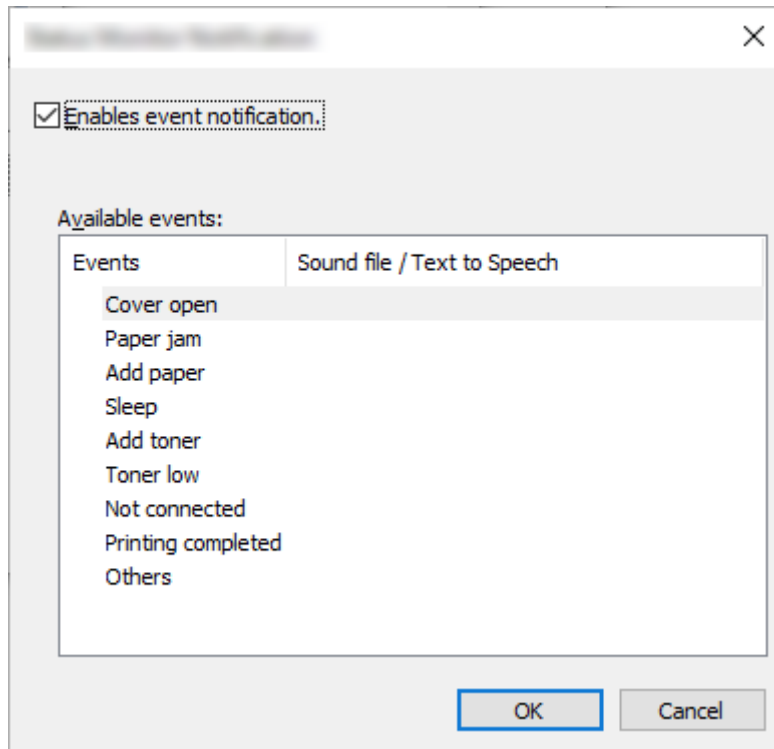 Enables event notification.
Available events:
Events Sound file / Text to Speech
Cover open
Paper jam
Add paper
Sleep
Add toner
Toner low
Not connected
Printing completed
Others
OK Cancel